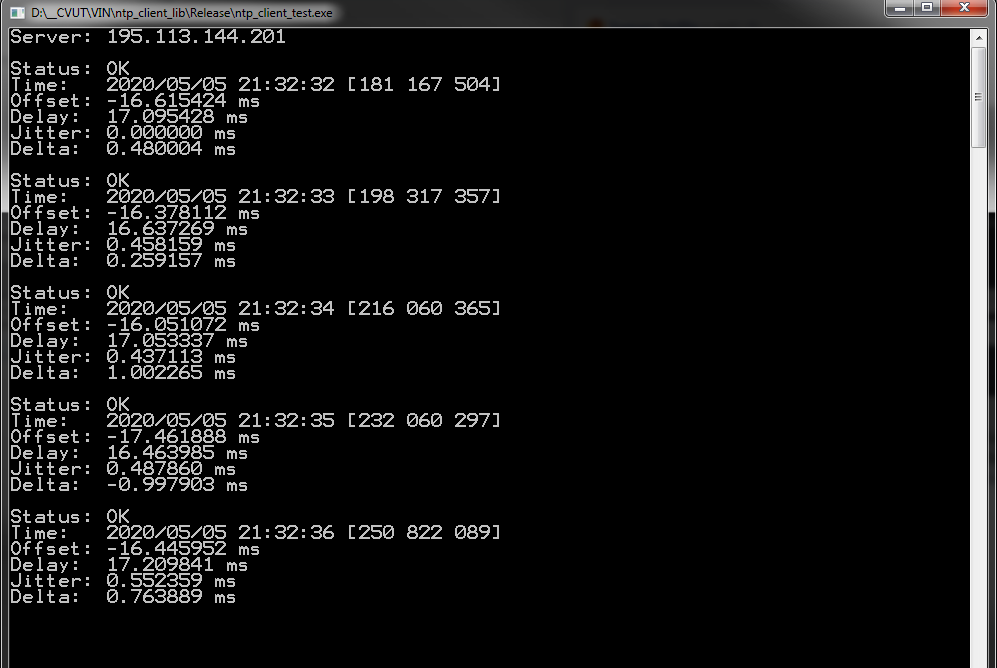 D:\__CVUT\VIN\ntp_client_lib\Release\ntp_client_test.exe
Server: 195.113.144.201
Status: OK
Time: 2020/05/05 21:32:32 [181 167 504]
Offset: -16.615424 ms
Delay: 17.095428 ms
Jitter: 0.000000 ms
Delta: 0.480004 ms
Status: OK
Time: 2020/05/05 21:32:33 [198 317 357]
Offset: -16.378112 ms
Delay: 16.637269 ms
Jitter: 0.458159 ms
Delta: 0.259157 ms
Status: OK
Time: 2020/05/05 21:32:34 [216 060 365]
Offset: -16.051072 ms
Delay: 17.053337 ms
Jitter: 0.437113 ms
Delta: 1.002265 ms
Status: OK
Time: 2020/05/05 21:32:35 [232 060 297]
Offset: -17.461888 ms
Delay: 16.463985 ms
Jitter: 0.487860 ms
Delta: -0.997903 ms
Status: OK
Time: 2020/05/05 21:32:36 [250 822 089]
Offset: -16.445952 ms
Delay: 17.209841 ms
Jitter: 0.552359 ms
Delta: 0.763889 ms